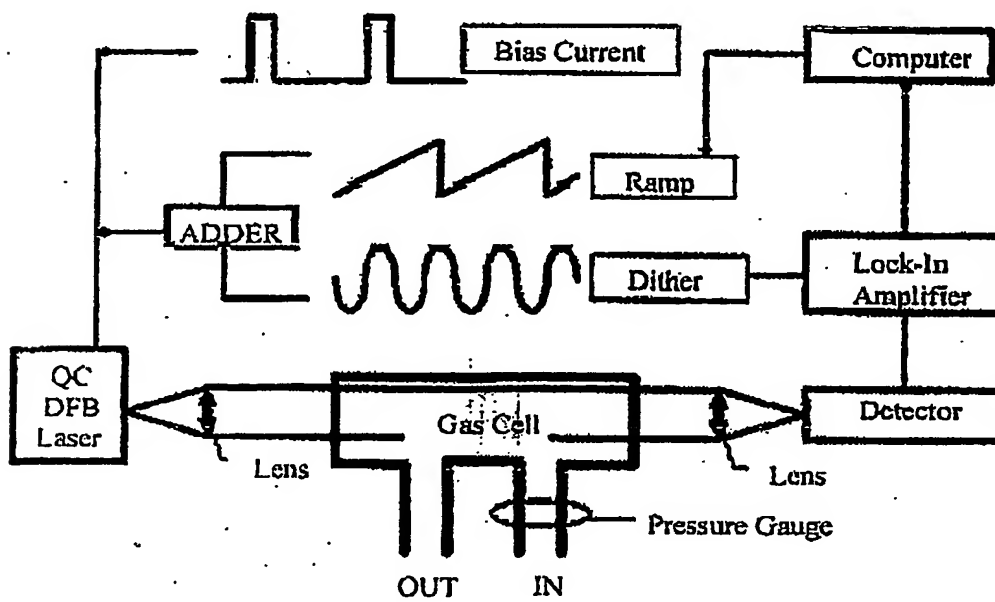 Bias Current
Computer
Ramp
ADDER
Dither
Lock-In
Amplifier
QC
DFB
Laser
Gas Cell
Detector
Lens
Lens
Pressure Gauge
OUT
IN